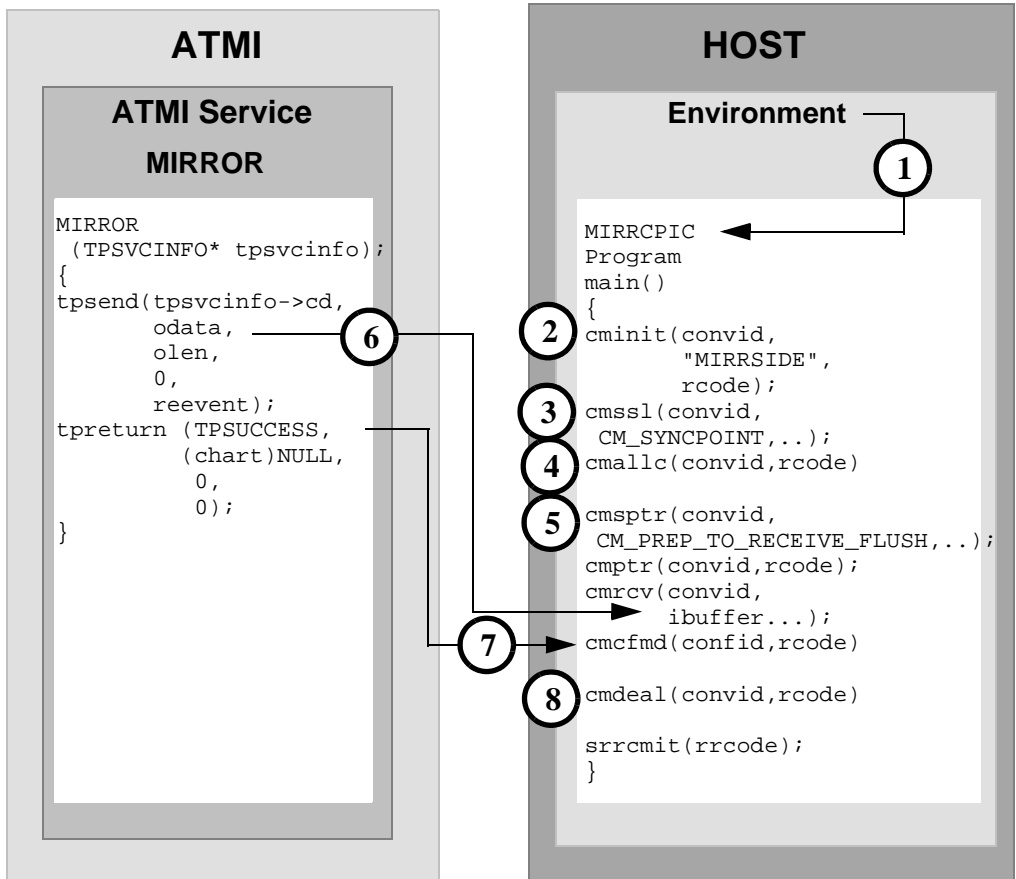 ATMI
ATMI Service
MIRROR
MIRROR
(TPSVCINFO* tpsvcinfo);
{
tpsend(tpsvcinfo->cd,
odata,
olen,
0,
reevent);
tpreturn (TPSUCCESS,
(chart)NULL,
0,
0);
}
6
7
HOST
Environment
1
MIRRCPIC
Program
main()
{
2
cminit(convid,
"MIRRSIDE",
rcode);
3
cmssl(convid,
CM_SYNCPOINT,..);
4
cmallc(convid,rcode)
5
cmsptr(convid,
CM_PREP_TO_RECEIVE_FLUSH,..);
cmptr(convid,rcode);
cmrcv(convid,
ibuffer...);
cmcfmd(confid,rcode)
8
cmdeal(convid,rcode)
srrcmit(rrcode);
}